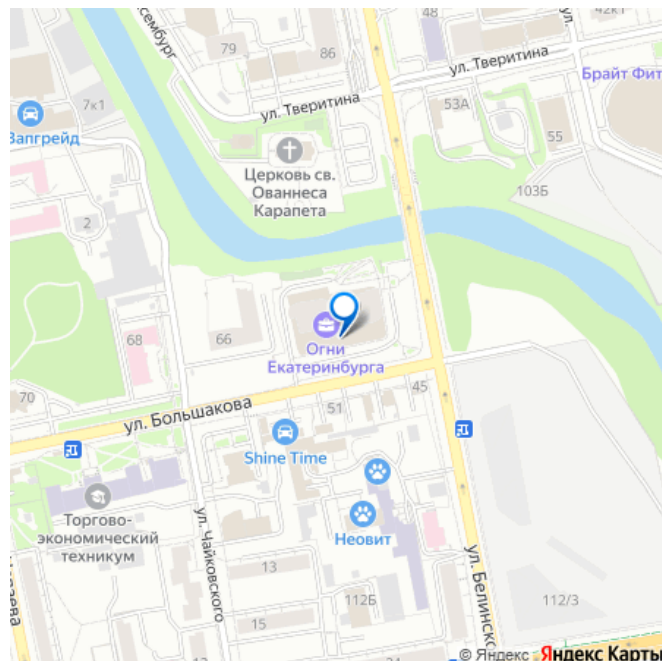 48
42к1
79
86
ул. Тверитина
ул. Тверитина
Брайт Фит
53А
55
7к1
Вапгрейд
Церковь св.
Ованнеса
Карапета
103Б
2
68
66
Огни
Екатеринбурга
70
ул. Большакова
51
45
Shine Time
Торгово-
экономический
техникум
ул. Чайковского
Неовит
13
112Б
15
ул. Белинско
112/3
© Яндекс Яндекс Карты